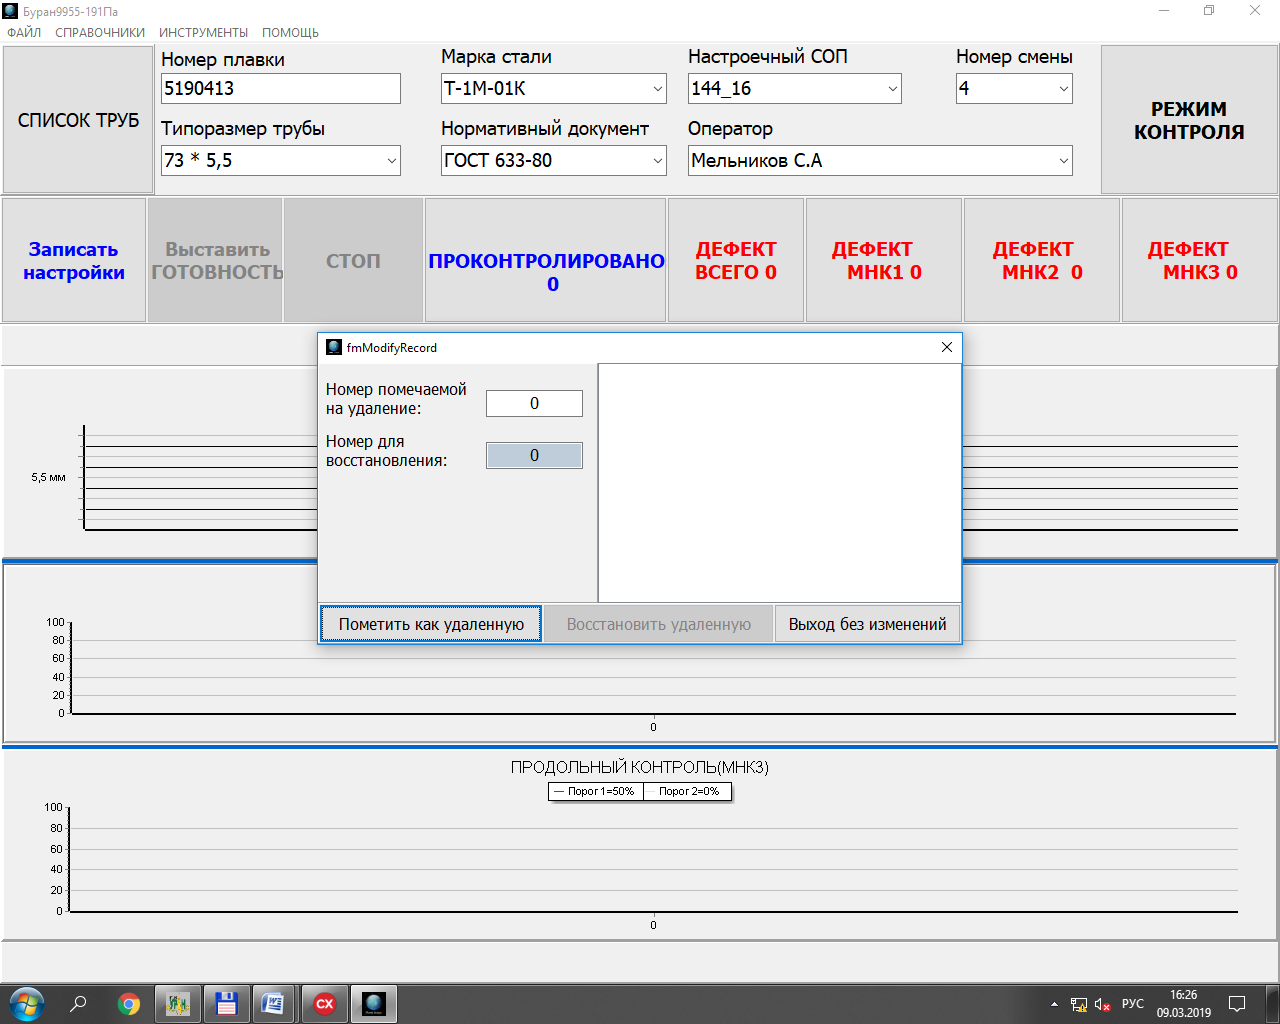 Буран9955-191Па
ФАЙЛ СПРАВОЧНИКИ ИНСТРУМЕНТЫ ПОМОЩЬ
СПИСОК ТРУБ
Номер плавки
5190413
Марка стали
Т-1М-01К
Настроечный СОП
144_16
Номер смены
4
Типоразмер трубы
73 * 5,5
Нормативный документ
ГОСТ 633-80
Оператор
Мельников С.А
РЕЖИМ
КОНТРОЛЯ
Записать
настройки
Выставить
ГОТОВНОСТЬ
СТОП
ПРОКОНТРОЛИРОВАНО
0
ДЕФЕКТ
ВСЕГО 0
ДЕФЕКТ
МНК1 0
ДЕФЕКТ
МНК2 0
ДЕФЕКТ
МНК3 0
fmModifyRecord
Номер помечаемой
на удаление:
0
Номер для
восстановления:
0
Пометить как удаленную
Восстановить удаленную
Выход без изменений
5,5 мм
100
80
60
40
20
0
0
ПРОДОЛЬНЫЙ КОНТРОЛЬ(МНК3)
Порог 1=50% Порог 2=0%
100
80
60
40
20
0
0
CX
РУС
16:26
09.03.2019